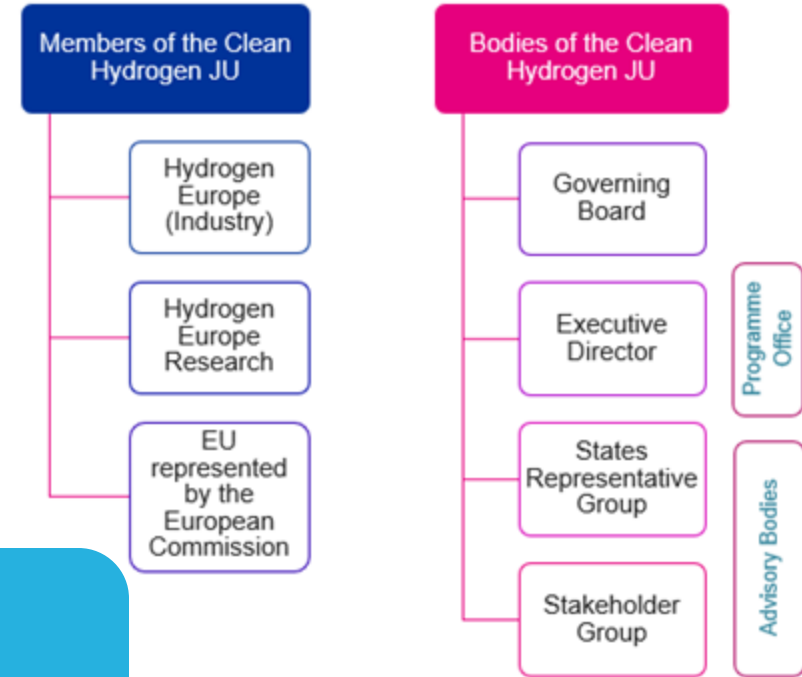 Members of the Clean
Hydrogen JU
Hydrogen
Europe
(Industry)
Hydrogen
Europe
Research
EU
represented
by the
European
Commission
Bodies of the Clean
Hydrogen JU
Governing
Board
Executive
Director
States
Representative
Group
Stakeholder
Group
Programme
Office
Advisory Bodies